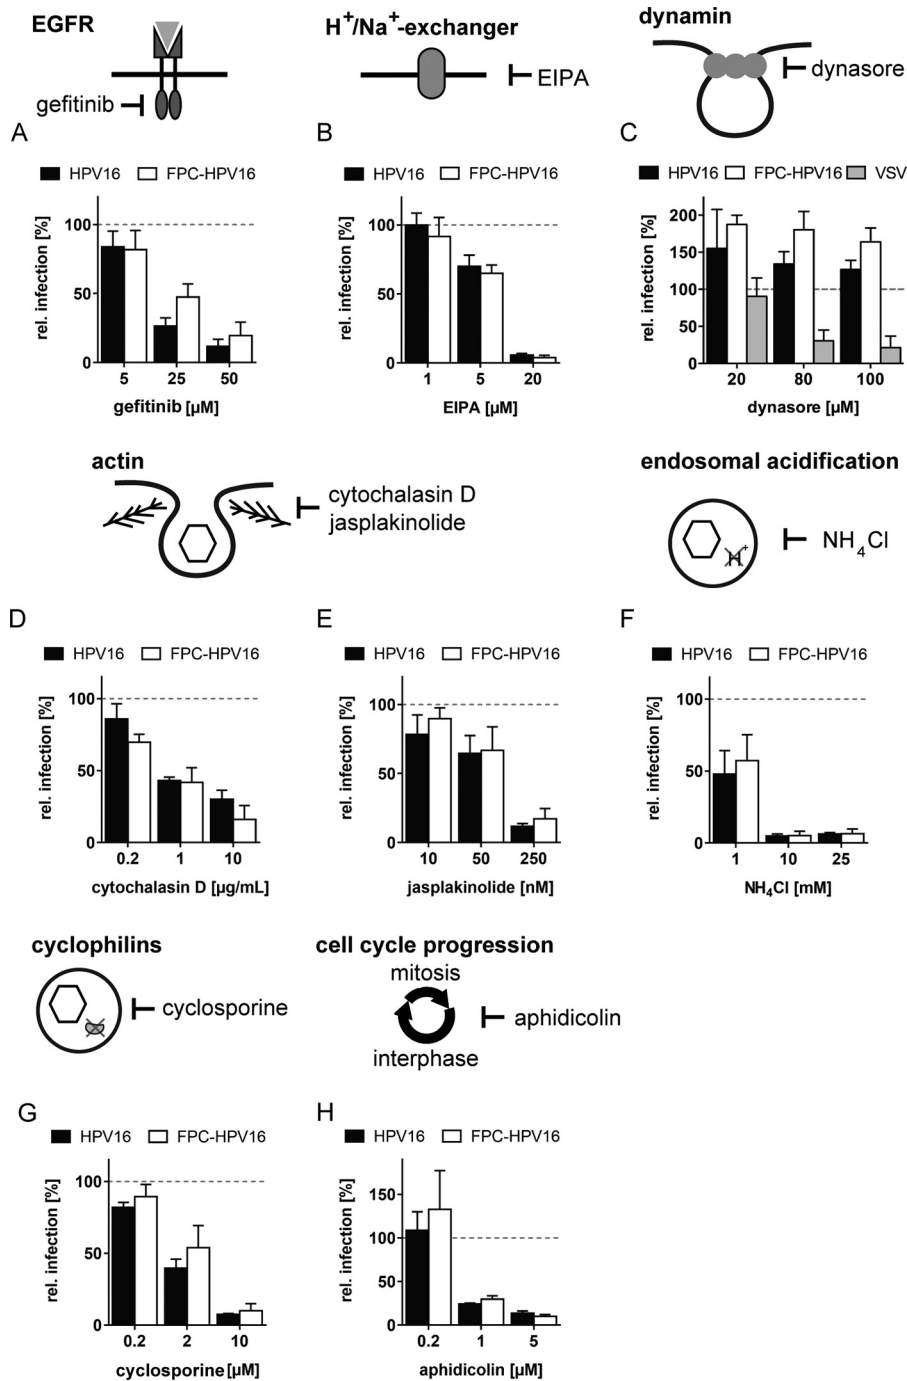 EGFR
gefitinib
H+/Na+-exchanger
EIPA
dynamin
dynasore
A
HPV16 FPC-HPV16
rel. infection [%]
100
50
0
5 25 50
gefitinib [µM]
B
HPV16 FPC-HPV16
rel. infection [%]
100
50
0
1 5 20
EIPA [µM]
C
HPV16 FPC-HPV16 VSV
rel. infection [%]
200
150
100
50
0
20 80 100
dynasore [µM]
actin
cytochalasin D
jasplakinolide
endosomal acidification
H+
NH4Cl
D
HPV16 FPC-HPV16
rel. infection [%]
100
50
0
0.2 1 10
cytochalasin D [µg/mL]
E
HPV16 FPC-HPV16
rel. infection [%]
100
50
0
10 50 250
jasplakinolide [nM]
F
HPV16 FPC-HPV16
rel. infection [%]
100
50
0
1 10 25
NH4Cl [mM]
cyclophilins
cyclosporine
cell cycle progression
mitosis
interphase
aphidicolin
G
HPV16 FPC-HPV16
rel. infection [%]
100
50
0
0.2 2 10
cyclosporine [µM]
H
HPV16 FPC-HPV16
rel. infection [%]
150
100
50
0
0.2 1 5
aphidicolin [µM]